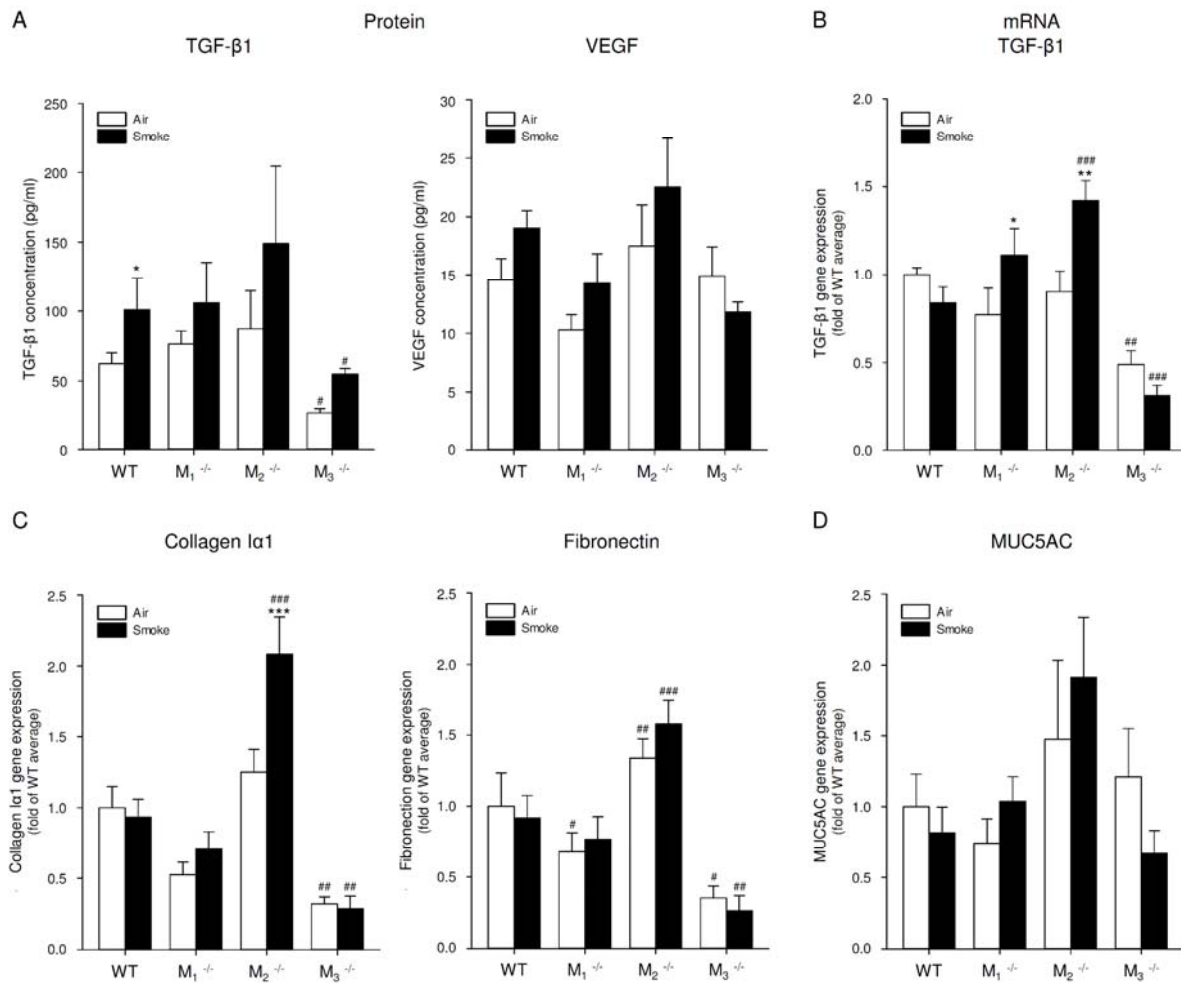 A
Protein
TGF-β1
TGF-β1 concentration (pg/ml)
250
200
150
100
50
0
Air
Smoke
*
#
#
WT
M1 -/-
M2 -/-
M3 -/-
VEGF
VEGF concentration (pg/ml)
30
25
20
15
10
5
0
Air
Smoke
WT
M1 -/-
M2 -/-
M3 -/-
B
mRNA
TGF-β1
TGF-β1 gene expression
(fold of WT average)
2.0
1.5
1.0
0.5
0.0
Air
Smoke
*
###
**
##
###
WT
M1 -/-
M2 -/-
M3 -/-
C
Collagen Iα1
Collagen Iα1 gene expression
(fold of WT average)
2.5
2.0
1.5
1.0
0.5
0.0
Air
Smoke
###
***
##
##
WT
M1 -/-
M2 -/-
M3 -/-
Fibronectin
Fibronection gene expression
(fold of WT average)
2.5
2.0
1.5
1.0
0.5
0.0
Air
Smoke
#
##
###
#
##
WT
M1 -/-
M2 -/-
M3 -/-
D
MUC5AC
MUC5AC gene expression
(fold of WT average)
2.5
2.0
1.5
1.0
0.5
0.0
Air
Smoke
WT
M1 -/-
M2 -/-
M3 -/-